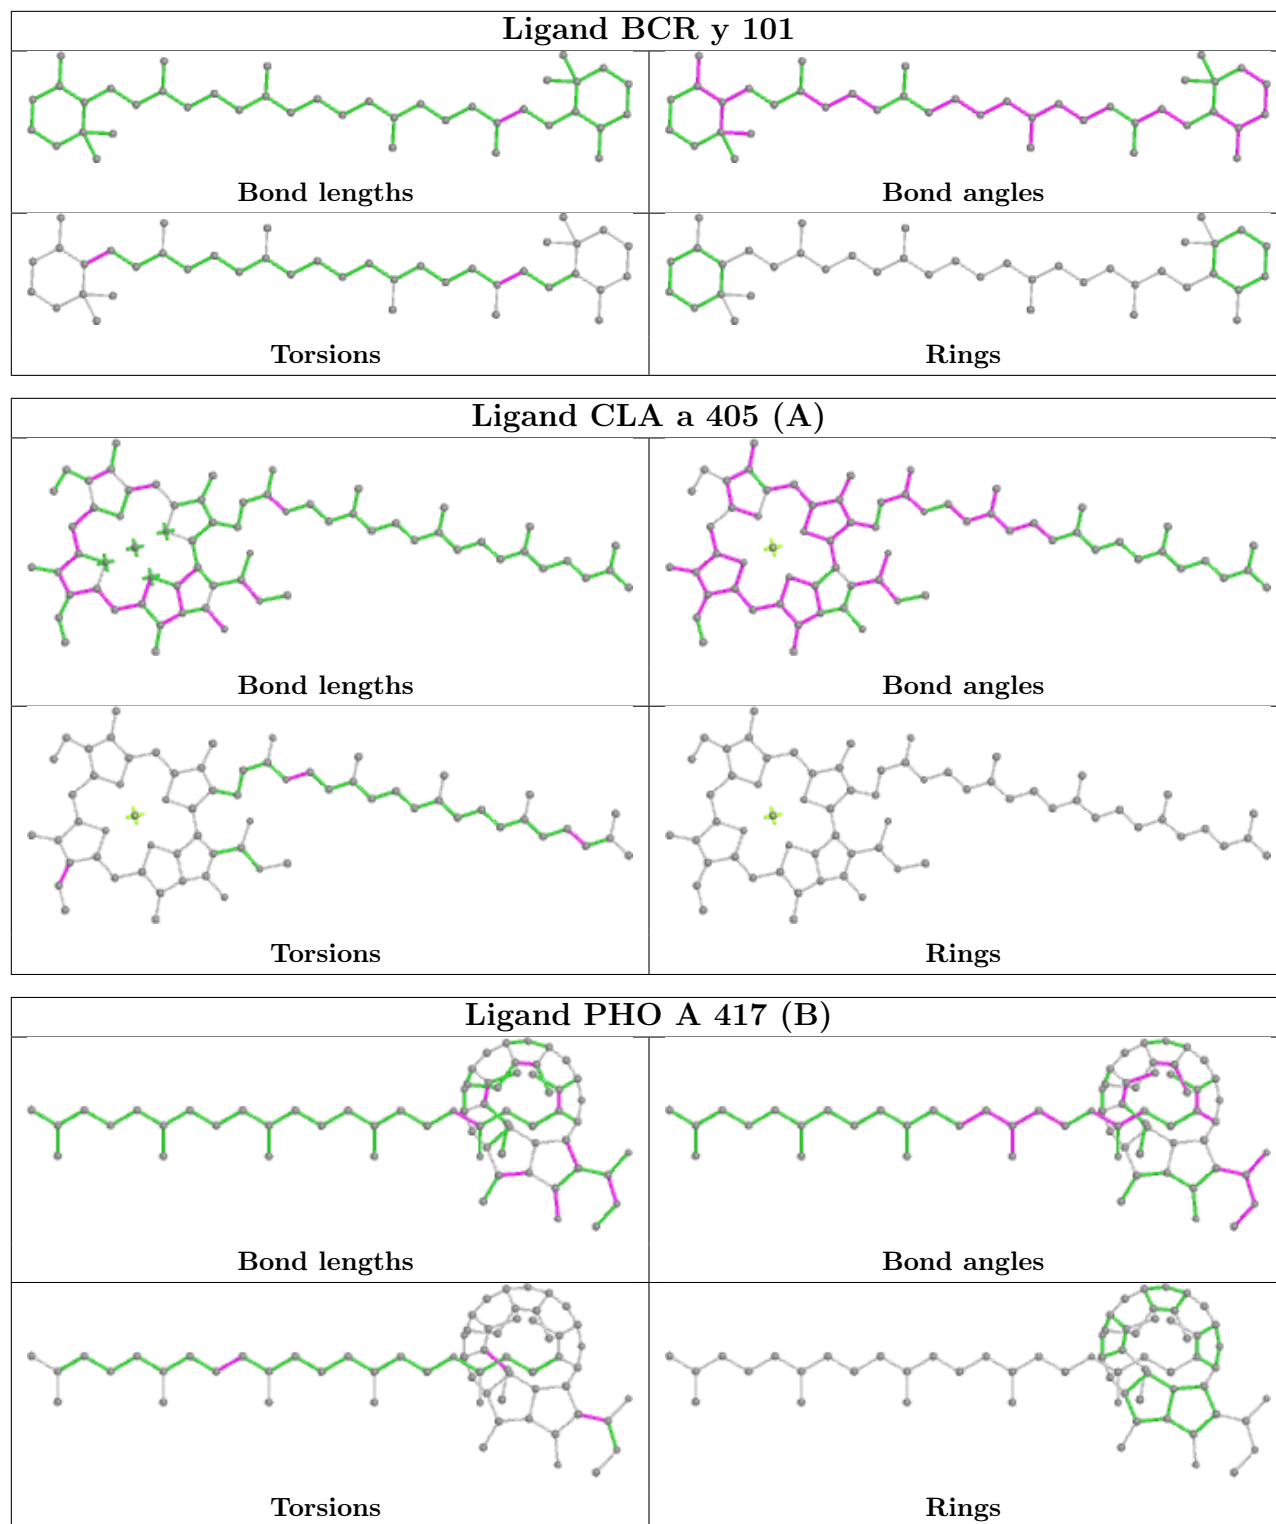 Ligand BCR y 101
Bond lengths
Bond angles
Torsions
Rings
Ligand CLA a 405 (A)
Bond lengths
Bond angles
Torsions
Rings
Ligand PHO A 417 (B)
Bond lengths
Bond angles
Torsions
Rings